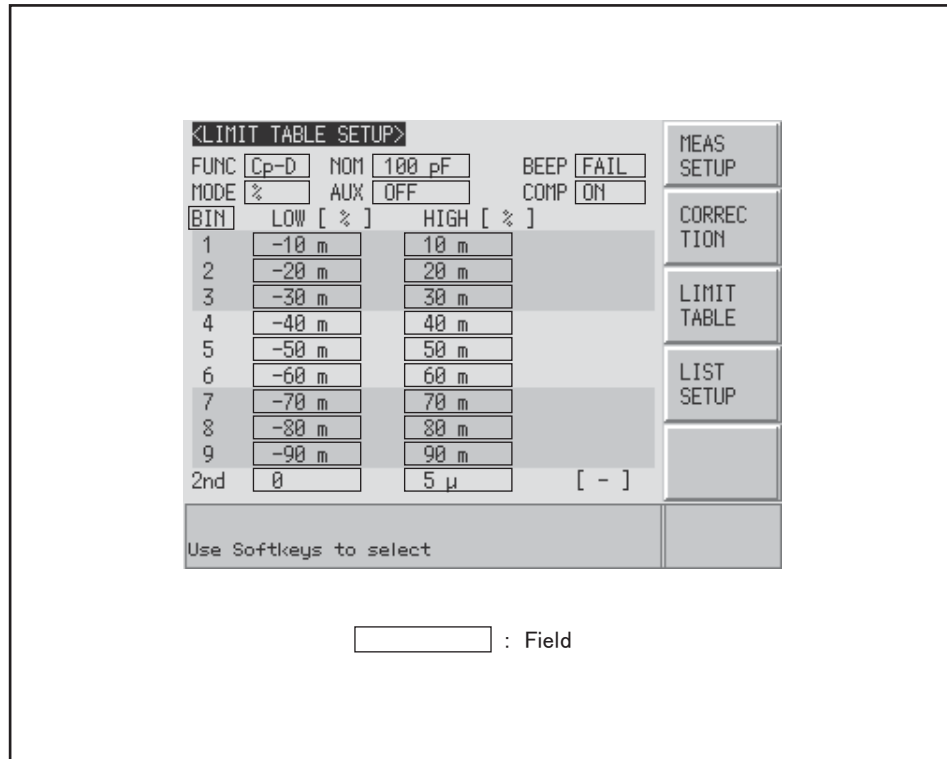 <LIMIT TABLE SETUP>
FUNC Cp-D NOM 100 pF BEEP FAIL
MODE % AUX OFF COMP ON
BIN LOW [ % ] HIGH [ % ]
1 -10 m 10 m
2 -20 m 20 m
3 -30 m 30 m
4 -40 m 40 m
5 -50 m 50 m
6 -60 m 60 m
7 -70 m 70 m
8 -80 m 80 m
9 -90 m 90 m
2nd 0 5 µ [ - ]
Use Softkeys to select
MEAS
SETUP
CORREC
TION
LIMIT
TABLE
LIST
SETUP
: Field